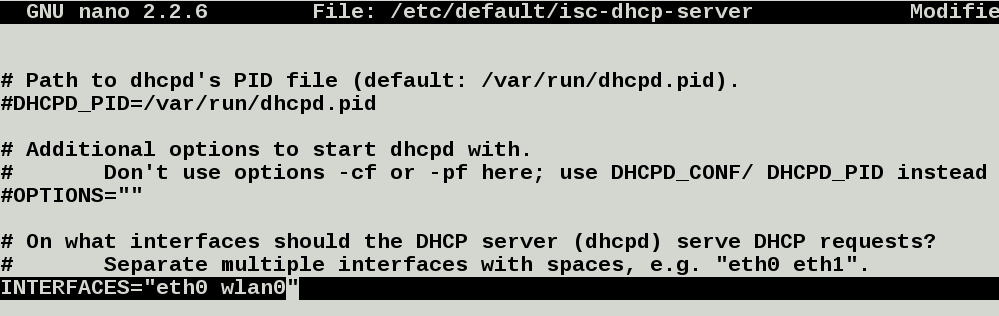 GNU nano 2.2.6 File: /etc/default/isc-dhcp-server Modifie
# Path to dhcpd's PID file (default: /var/run/dhcpd.pid).
#DHCPD_PID=/var/run/dhcpd.pid
# Additional options to start dhcpd with.
# Don't use options -cf or -pf here; use DHCPD_CONF/ DHCPD_PID instead
#OPTIONS=""
# On what interfaces should the DHCP server (dhcpd) serve DHCP requests?
# Separate multiple interfaces with spaces, e.g. "eth0 eth1".
INTERFACES="eth0 wlan0"